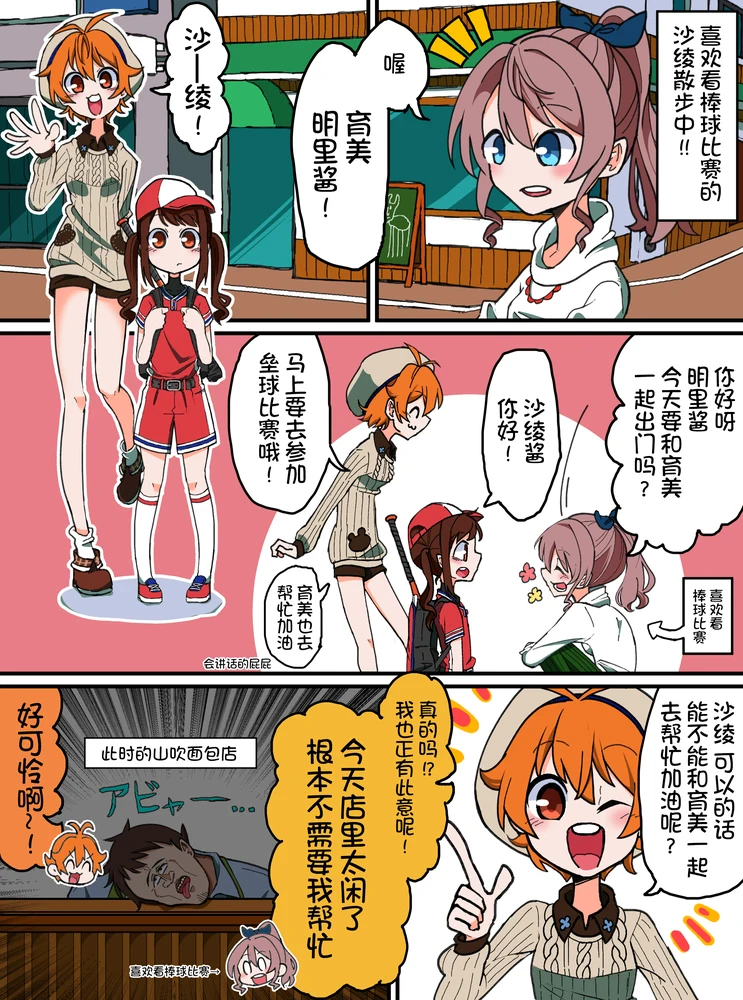 喜欢看棒球比赛的
沙绫散步中!!
喔
育美
明里酱！
沙—绫！
你好呀
明里酱
今天要和育美
一起出门吗？
沙绫酱
你好！
马上要去参加
垒球比赛哦！
育美也去
帮忙加油
喜欢看
棒球比赛
会讲话的屁屁
沙绫 可以的话
能不能和育美一起
去帮忙加油呢？
真的吗!?
我也正有此意呢！
今天店里太闲了
根本不需要我帮忙
此时的山吹面包店
アビャー…
好可怜啊~！
喜欢看棒球比赛→